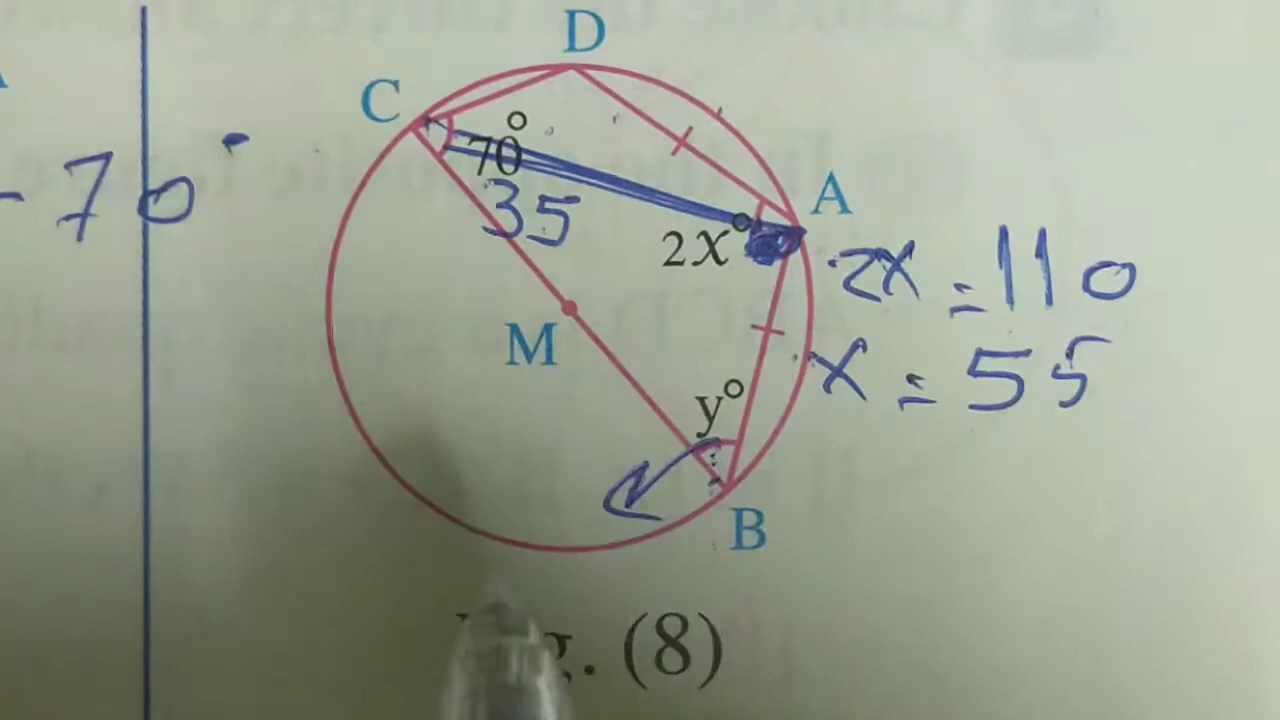 D
C
- 70°
70°
35
A
2x°
2x = 110
M
x = 55
y°
B
g. (8)